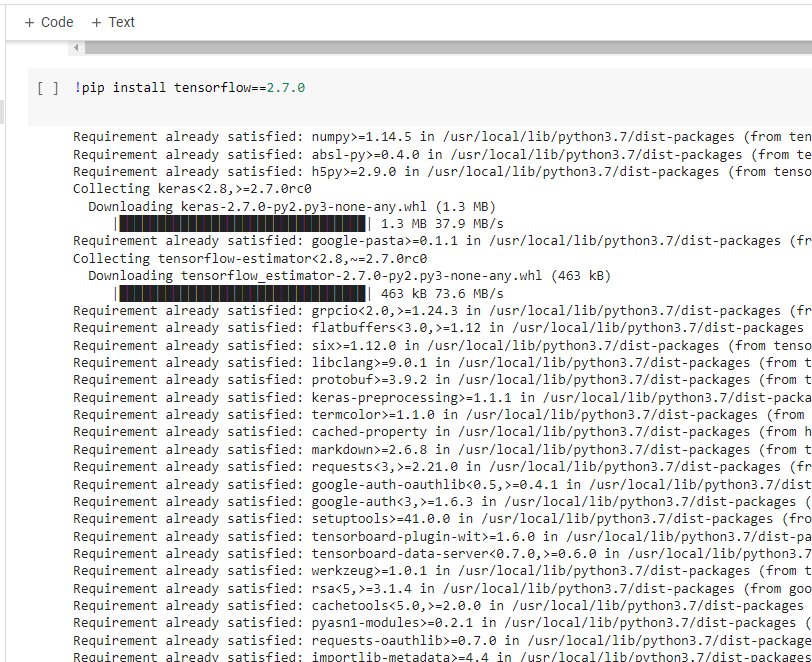 + Code + Text
[ ] !pip install tensorflow==2.7.0
Requirement already satisfied: numpy>=1.14.5 in /usr/local/lib/python3.7/dist-packages (from ten
Requirement already satisfied: absl-py>=0.4.0 in /usr/local/lib/python3.7/dist-packages (from te
Requirement already satisfied: h5py>=2.9.0 in /usr/local/lib/python3.7/dist-packages (from tenso
Collecting keras<2.8,>=2.7.0rc0
Downloading keras-2.7.0-py2.py3-none-any.whl (1.3 MB)
| | 1.3 MB 37.9 MB/s
Requirement already satisfied: google-pasta>=0.1.1 in /usr/local/lib/python3.7/dist-packages (fr
Collecting tensorflow-estimator<2.8,~=2.7.0rc0
Downloading tensorflow_estimator-2.7.0-py2.py3-none-any.whl (463 kB)
| | 463 kB 73.6 MB/s
Requirement already satisfied: grpcio<2.0,>=1.24.3 in /usr/local/lib/python3.7/dist-packages (fr
Requirement already satisfied: flatbuffers<3.0,>=1.12 in /usr/local/lib/python3.7/dist-packages
Requirement already satisfied: six>=1.12.0 in /usr/local/lib/python3.7/dist-packages (from tenso
Requirement already satisfied: libclang>=9.0.1 in /usr/local/lib/python3.7/dist-packages (from t
Requirement already satisfied: protobuf>=3.9.2 in /usr/local/lib/python3.7/dist-packages (from t
Requirement already satisfied: keras-preprocessing>=1.1.1 in /usr/local/lib/python3.7/dist-packa
Requirement already satisfied: termcolor>=1.1.0 in /usr/local/lib/python3.7/dist-packages (from
Requirement already satisfied: cached-property in /usr/local/lib/python3.7/dist-packages (from h
Requirement already satisfied: markdown>=2.6.8 in /usr/local/lib/python3.7/dist-packages (from t
Requirement already satisfied: requests<3,>=2.21.0 in /usr/local/lib/python3.7/dist-packages (fr
Requirement already satisfied: google-auth-oauthlib<0.5,>=0.4.1 in /usr/local/lib/python3.7/dist
Requirement already satisfied: google-auth<3,>=1.6.3 in /usr/local/lib/python3.7/dist-packages (
Requirement already satisfied: setuptools>=41.0.0 in /usr/local/lib/python3.7/dist-packages (fro
Requirement already satisfied: tensorboard-plugin-wit>=1.6.0 in /usr/local/lib/python3.7/dist-pa
Requirement already satisfied: tensorboard-data-server<0.7.0,>=0.6.0 in /usr/local/lib/python3.7
Requirement already satisfied: werkzeug>=1.0.1 in /usr/local/lib/python3.7/dist-packages (from t
Requirement already satisfied: rsa<5,>=3.1.4 in /usr/local/lib/python3.7/dist-packages (from goo
Requirement already satisfied: cachetools<5.0,>=2.0.0 in /usr/local/lib/python3.7/dist-packages
Requirement already satisfied: pyasn1-modules>=0.2.1 in /usr/local/lib/python3.7/dist-packages (
Requirement already satisfied: requests-oauthlib>=0.7.0 in /usr/local/lib/python3.7/dist-package
Requirement already satisfied: importlib-metadata>=4.4 in /usr/local/lib/python3.7/dist-packages